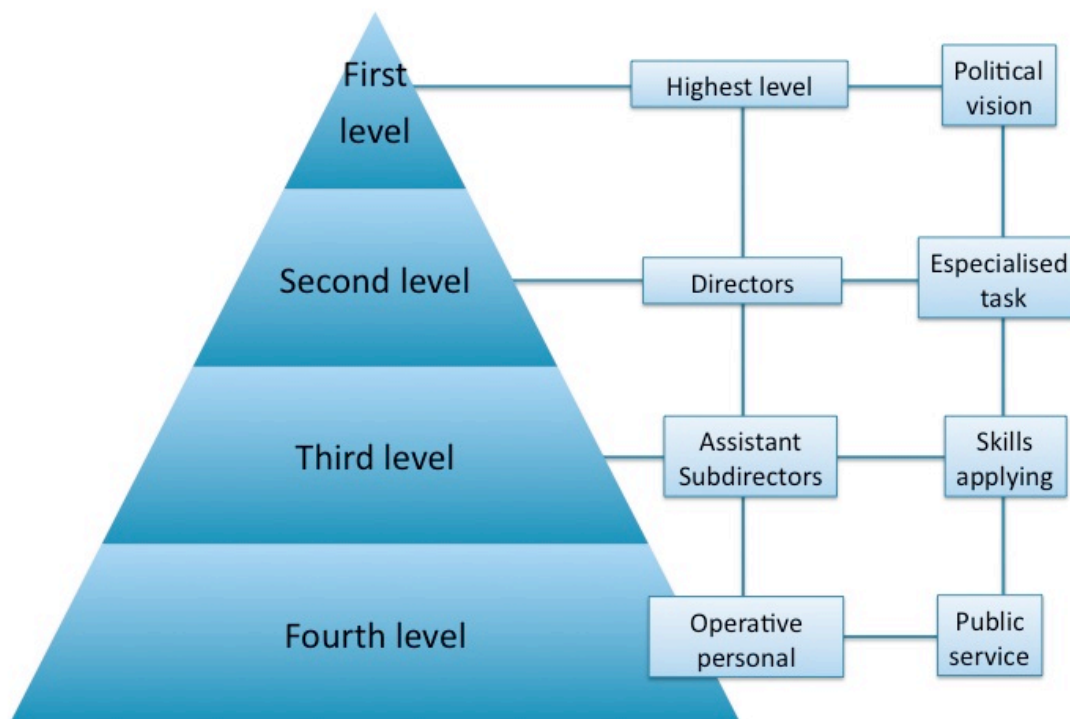 First
level
Highest level
Political
vision
Second level
Directors
Especialised
task
Third level
Assistant
Subdirectors
Skills
applying
Fourth level
Operative
personal
Public
service